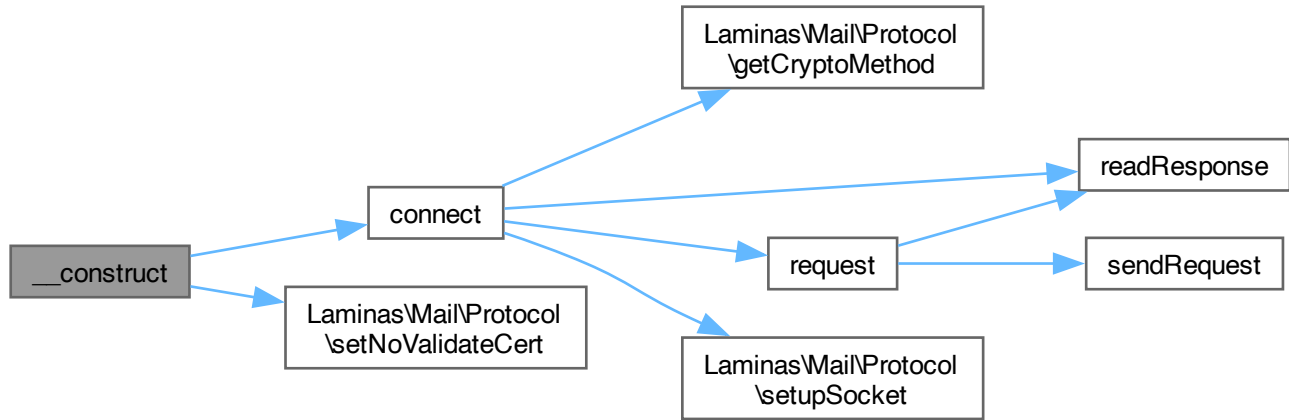 Laminas\Mail\Protocol
\getCryptoMethod
readResponse
connect
request
sendRequest
__construct
Laminas\Mail\Protocol
\setNoValidateCert
Laminas\Mail\Protocol
\setupSocket